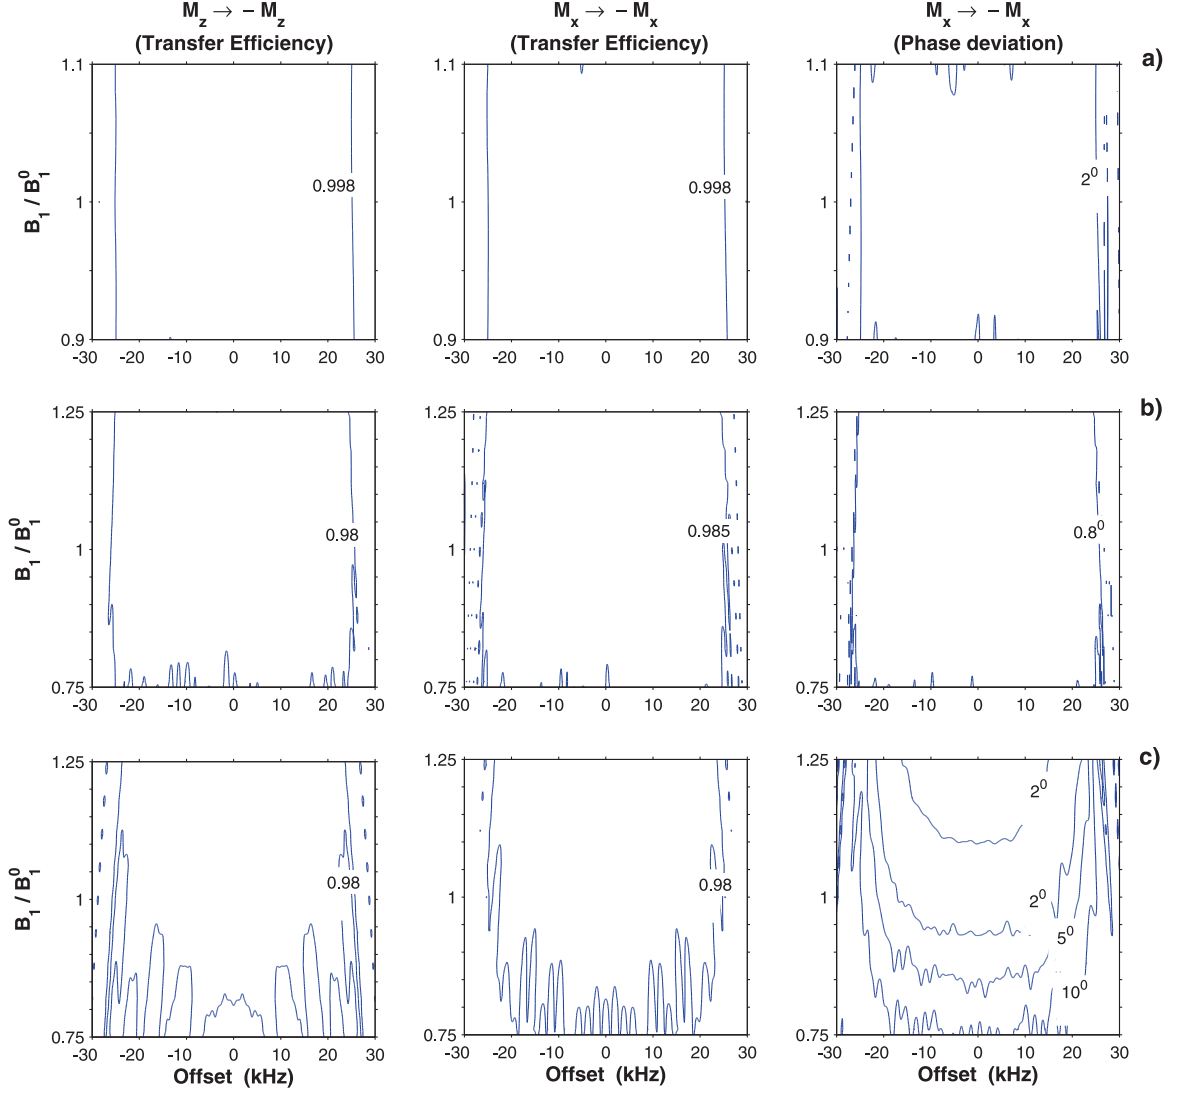 M_z → − M_z
(Transfer Efficiency)
M_x → − M_x
(Transfer Efficiency)
M_x → − M_x
(Phase deviation)
a)
B_1 / B_1^0
1.1
1
0.9
0.998
-30 -20 -10 0 10 20 30
1.1
1
0.9
0.998
-30 -20 -10 0 10 20 30
1.1
1
0.9
2^0
-30 -20 -10 0 10 20 30
b)
B_1 / B_1^0
1.25
1
0.75
0.98
-30 -20 -10 0 10 20 30
1.25
1
0.75
0.985
-30 -20 -10 0 10 20 30
1.25
1
0.75
0.8^0
-30 -20 -10 0 10 20 30
c)
B_1 / B_1^0
1.25
1
0.75
0.98
-30 -20 -10 0 10 20 30
Offset (kHz)
1.25
1
0.75
0.98
-30 -20 -10 0 10 20 30
Offset (kHz)
1.25
1
0.75
2^0
2^0
5^0
10^0
-30 -20 -10 0 10 20 30
Offset (kHz)